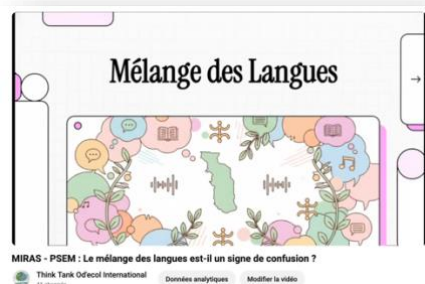 Mélange des Langues
MIRAS - PSEM : Le mélange des langues est-il un signe de confusion ?
Think Tank Od'ecol International
Données analytiques
Modifier la vidéo